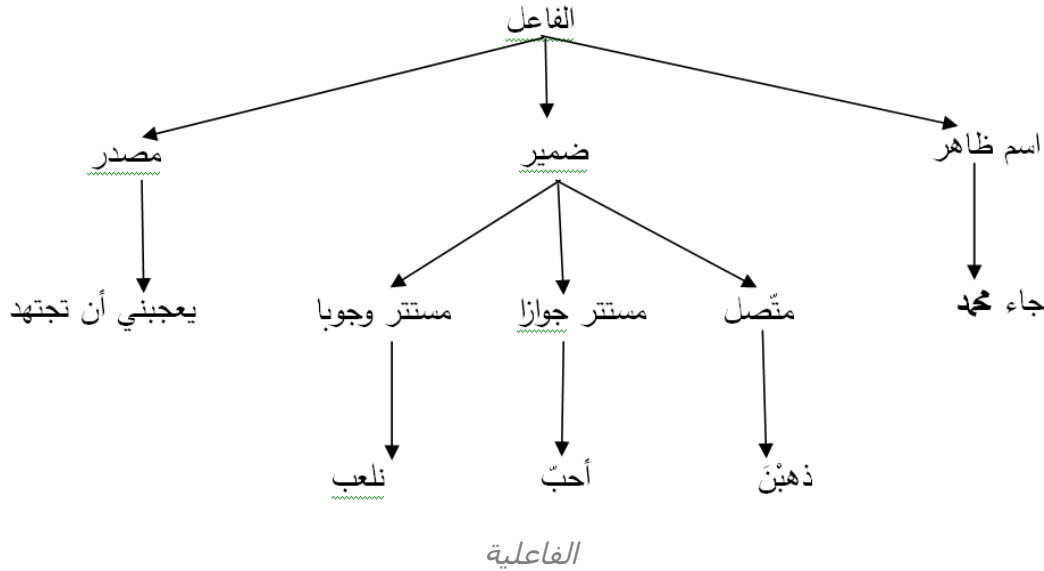 الفاعل
اسم ظاهر ضمير مصدر
جاء محمد متّصل مستتر جوازا مستتر وجوبا يعجبني أن تجتهد
ذهبْنَ أحبّ نلعب
الفاعلية